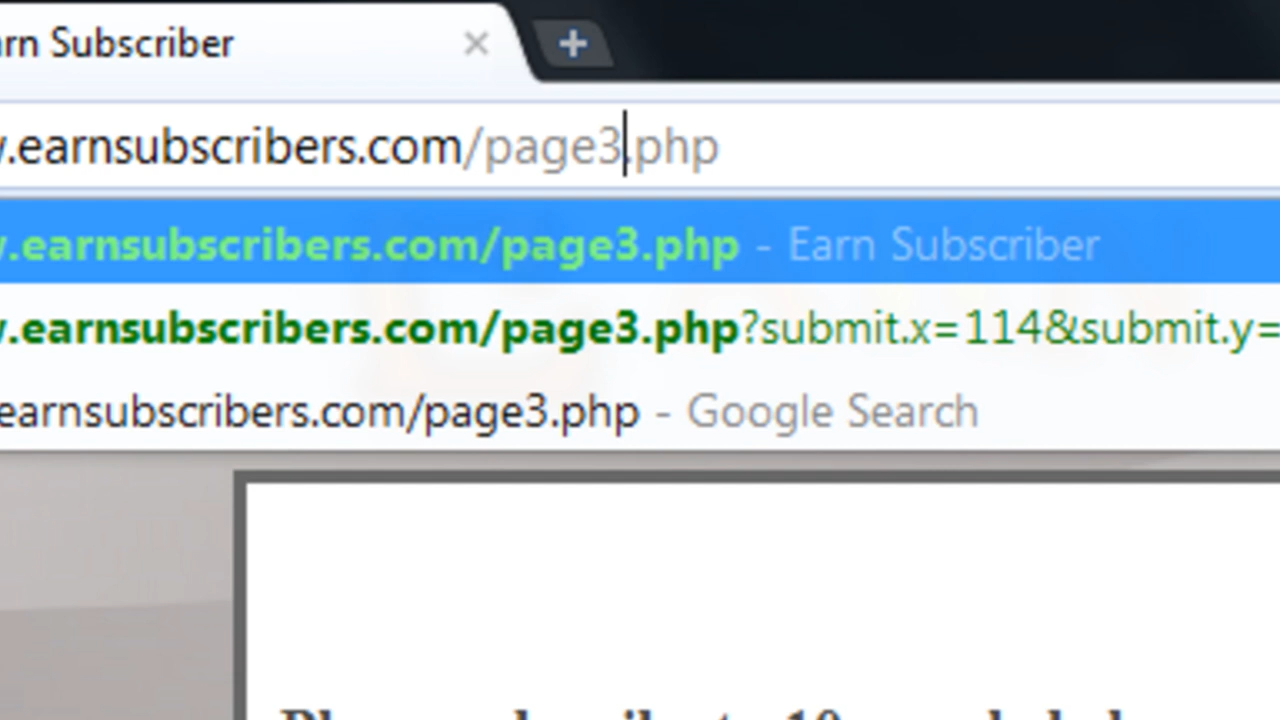 rn Subscriber
.earnsubscribers.com/page3.php
.earnsubscribers.com/page3.php - Earn Subscriber
.earnsubscribers.com/page3.php?submit.x=114&submit.y=
earnsubscribers.com/page3.php - Google Search